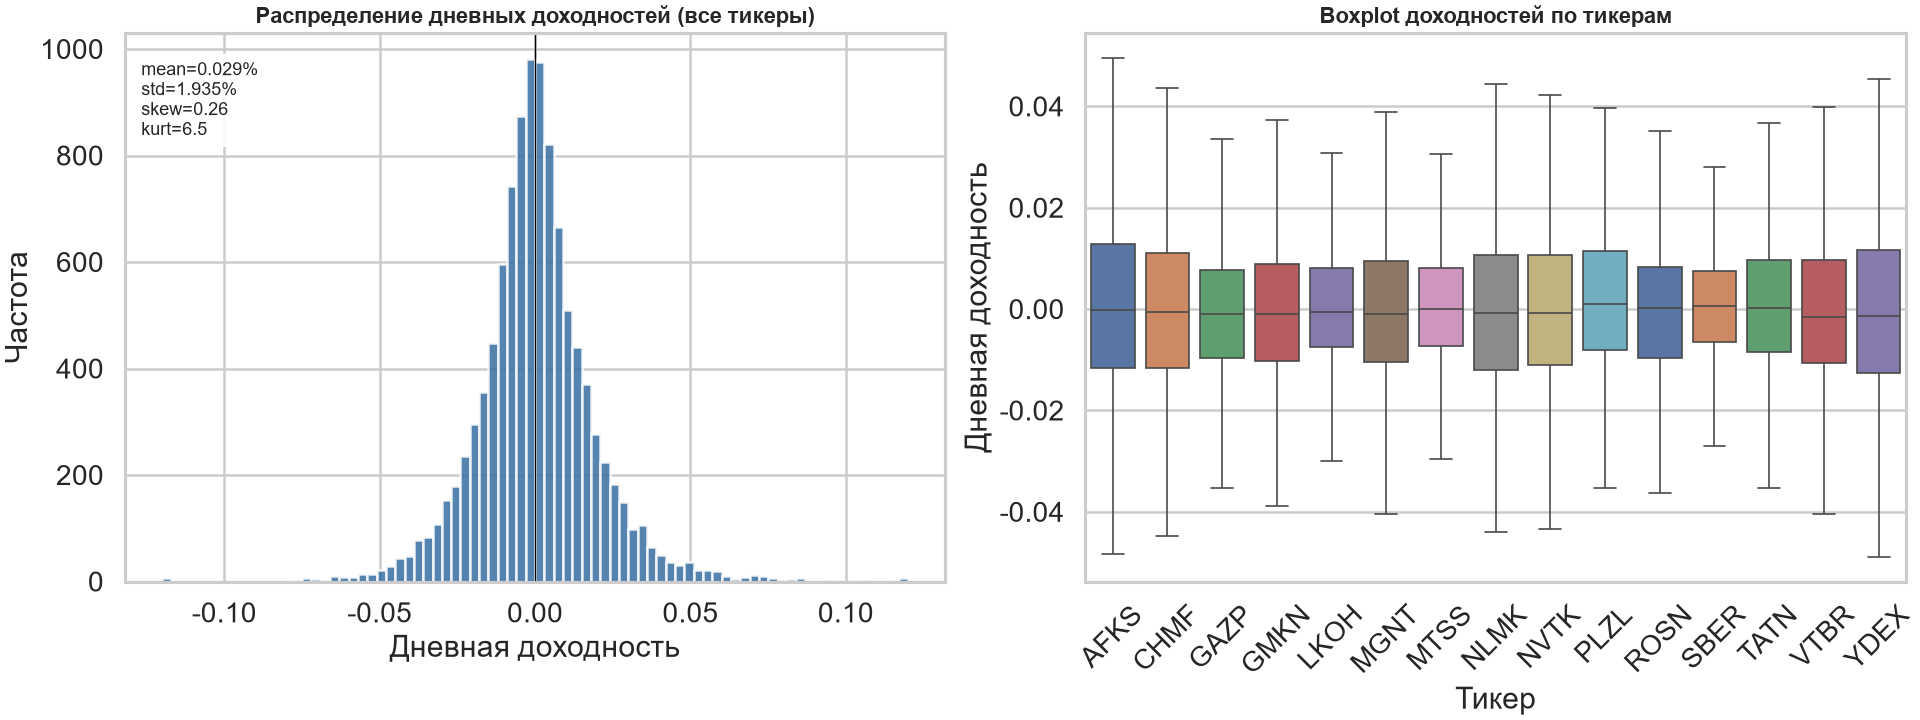 Распределение дневных доходностей (все тикеры)
mean=0.029%
std=1.935%
skew=0.26
kurt=6.5
Частота
1000
800
600
400
200
0
-0.10
-0.05
0.00
0.05
0.10
Дневная доходность
Boxplot доходностей по тикерам
Дневная доходность
0.04
0.02
0.00
-0.02
-0.04
AFKS
CHMF
GAZP
GMKN
LKOH
MGNT
MTSS
NLMK
NVTK
PLZL
ROSN
SBER
TATN
VTBR
YDEX
Тикер